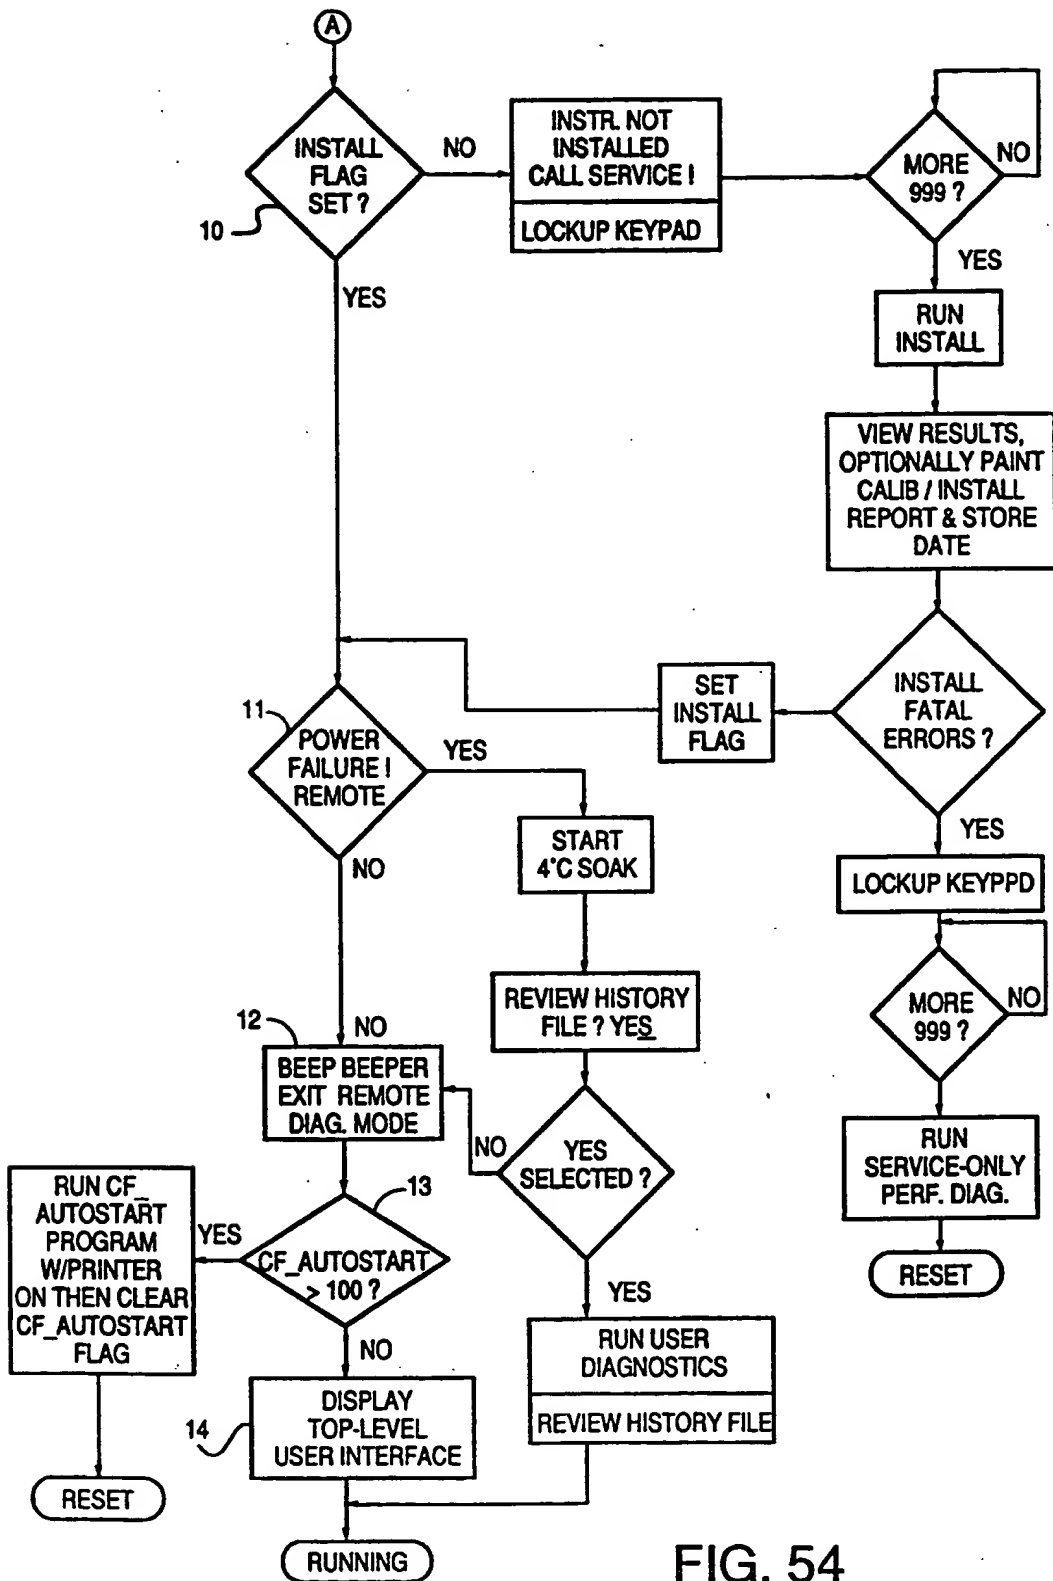 A
INSTALL
FLAG
SET ?
10
NO
YES
INSTR. NOT
INSTALLED
CALL SERVICE !
LOCKUP KEYPAD
MORE
999 ?
NO
YES
RUN
INSTALL
VIEW RESULTS,
OPTIONALLY PAINT
CALIB / INSTALL
REPORT & STORE
DATE
INSTALL
FATAL
ERRORS ?
SET
INSTALL
FLAG
YES
LOCKUP KEYPPD
MORE
999 ?
NO
RUN
SERVICE-ONLY
PERF. DIAG.
RESET
11
POWER
FAILURE !
REMOTE
YES
NO
START
4°C SOAK
REVIEW HISTORY
FILE ? YES
YES
SELECTED ?
NO
YES
RUN USER
DIAGNOSTICS
REVIEW HISTORY FILE
12
NO
BEEP BEEPER
EXIT REMOTE
DIAG. MODE
13
CF_AUTOSTART
> 100 ?
YES
NO
RUN CF_
AUTOSTART
PROGRAM
W/PRINTER
ON THEN CLEAR
CF_AUTOSTART
FLAG
RESET
14
DISPLAY
TOP-LEVEL
USER INTERFACE
RUNNING
FIG. 54